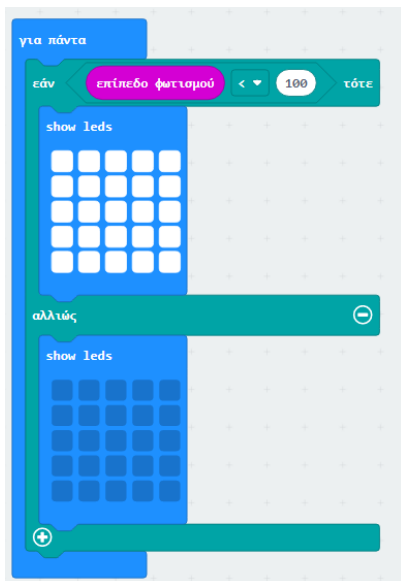 για πάντα
εάν επίπεδο φωτισμού < 100 τότε
show leds
αλλιώς
show leds